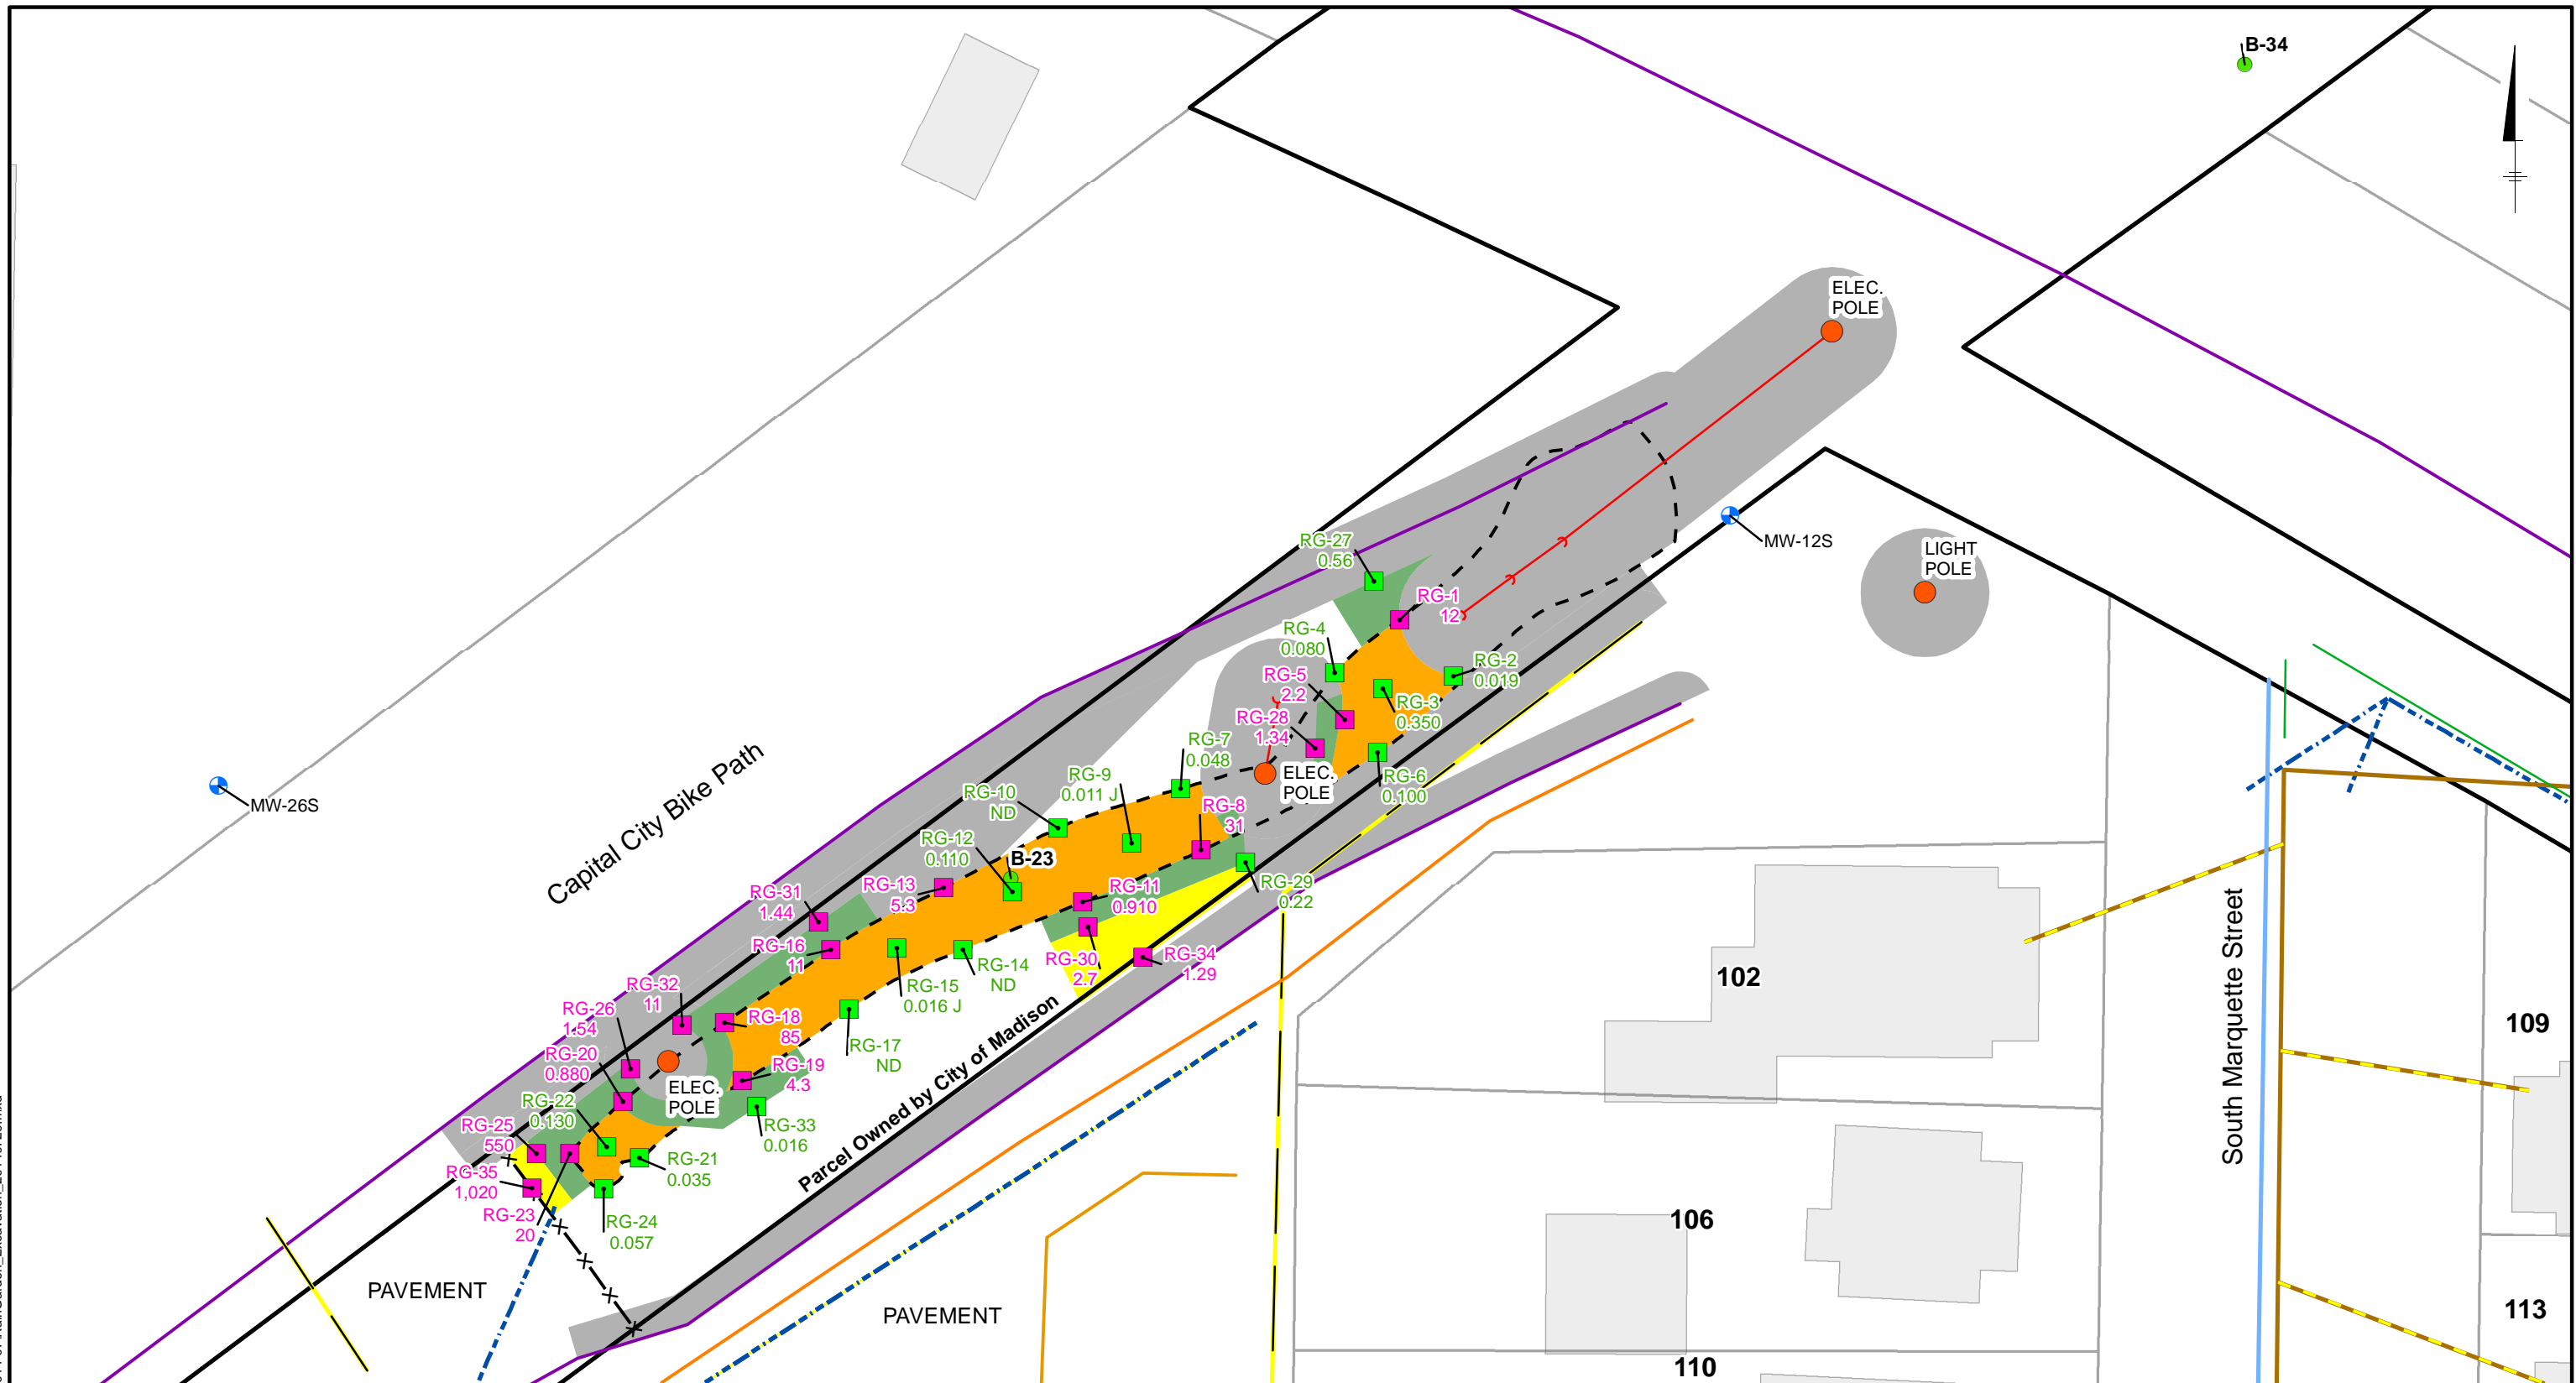 B-34
ELEC.
POLE
MW-12S
LIGHT
POLE
RG-27
0.56
RG-1
12
RG-4
0.080
RG-2
0.019
RG-5
2.2
RG-3
0.350
RG-28
1.34
RG-7
0.048
ELEC.
POLE
RG-6
0.100
RG-9
0.011 J
RG-10
ND
RG-8
31
MW-26S
Capital City Bike Path
RG-12
0.110
B-23
RG-13
5.3
RG-11
0.910
RG-29
0.22
RG-31
1.44
RG-16
11
RG-30
2.7
RG-34
1.29
RG-14
ND
RG-15
0.016 J
RG-32
11
RG-26
1.54
RG-18
85
RG-17
ND
RG-20
0.880
RG-19
4.3
ELEC.
POLE
RG-22
0.130
RG-33
0.016
RG-25
550
RG-21
0.035
RG-35
1,020
RG-23
20
RG-24
0.057
Parcel Owned by City of Madison
PAVEMENT
PAVEMENT
102
106
110
South Marquette Street
109
113